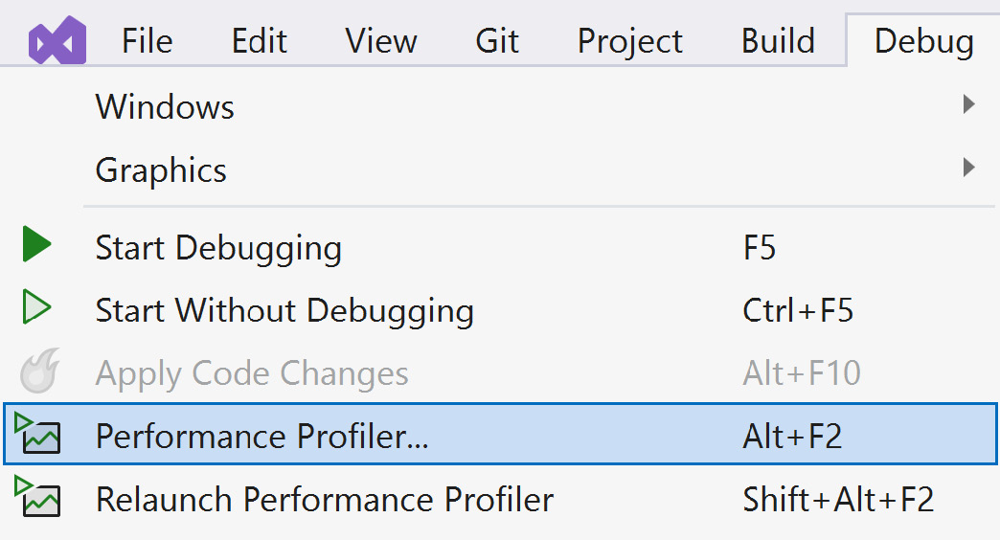 File Edit View Git Project Build Debug
Windows
Graphics
Start Debugging F5
Start Without Debugging Ctrl+F5
Apply Code Changes Alt+F10
Performance Profiler... Alt+F2
Relaunch Performance Profiler Shift+Alt+F2